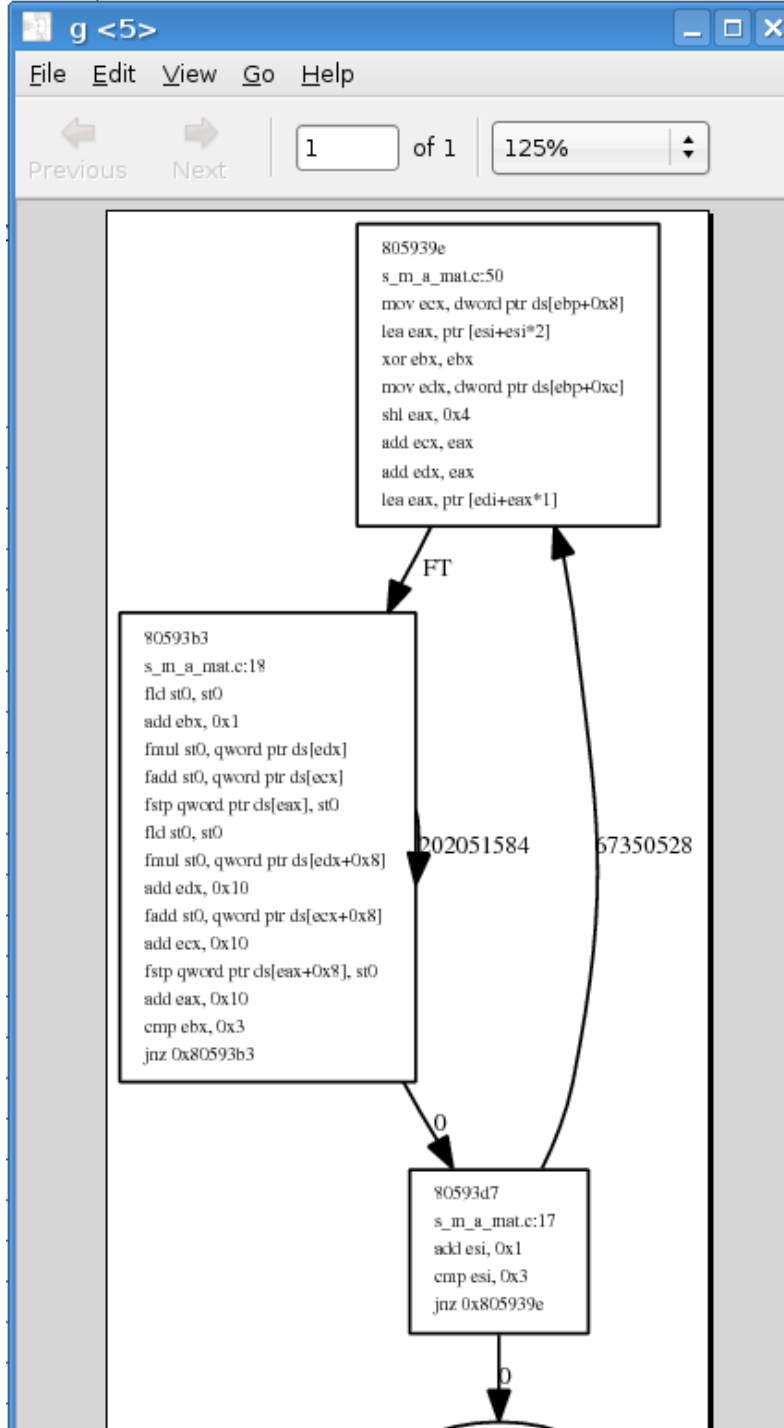 g <5>
File Edit View Go Help
Previous Next 1 of 1 125%
805939e
s_m_a_mat.c:50
mov ecx, dword ptr ds[ebp+0x8]
lea eax, ptr [esi+esi*2]
xor ebx, ebx
mov edx, dword ptr ds[ebp+0xc]
shl eax, 0x4
add ecx, eax
add edx, eax
lea eax, ptr [edi+eax*1]
FT
80593b3
s_m_a_mat.c:18
fld st0, st0
add ebx, 0x1
fmul st0, qword ptr ds[edx]
fadd st0, qword ptr ds[ecx]
fstp qword ptr ds[eax], st0
fld st0, st0
fmul st0, qword ptr ds[edx+0x8]
add edx, 0x10
fadd st0, qword ptr ds[ecx+0x8]
add ecx, 0x10
fstp qword ptr ds[eax+0x8], st0
add eax, 0x10
cmp ebx, 0x3
jnz 0x80593b3
202051584
67350528
0
80593d7
s_m_a_mat.c:17
add esi, 0x1
cmp esi, 0x3
jnz 0x805939e
0